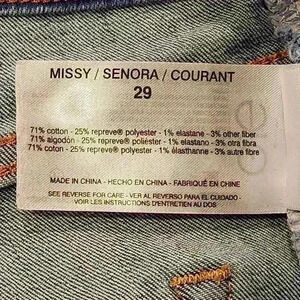 MISSY / SENORA / COURANT
29
71% cotton - 25% repreve® polyester - 1% elastane - 3% other fiber
71% algodón - 25% repreve® poliéster - 1% elastano - 3% otra fibra
71% coton - 25% repreve® polyester - 1% élasthanne - 3% autre fibre
MADE IN CHINA - HECHO EN CHINA - FABRIQUÉ EN CHINE
SEE REVERSE FOR CARE - VER AL REVERSO PARA EL CUIDADO -
VOIR LES INSTRUCTIONS D'ENTRETIEN AU DOS